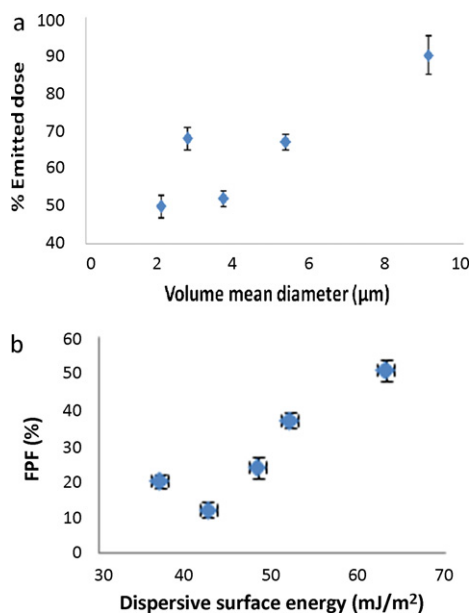 a
100
90
80
70
60
50
40
% Emitted dose
0 2 4 6 8 10
Volume mean diameter (μm)
b
60
50
40
30
20
10
0
FPF (%)
30 40 50 60 70
Dispersive surface energy (mJ/m²)